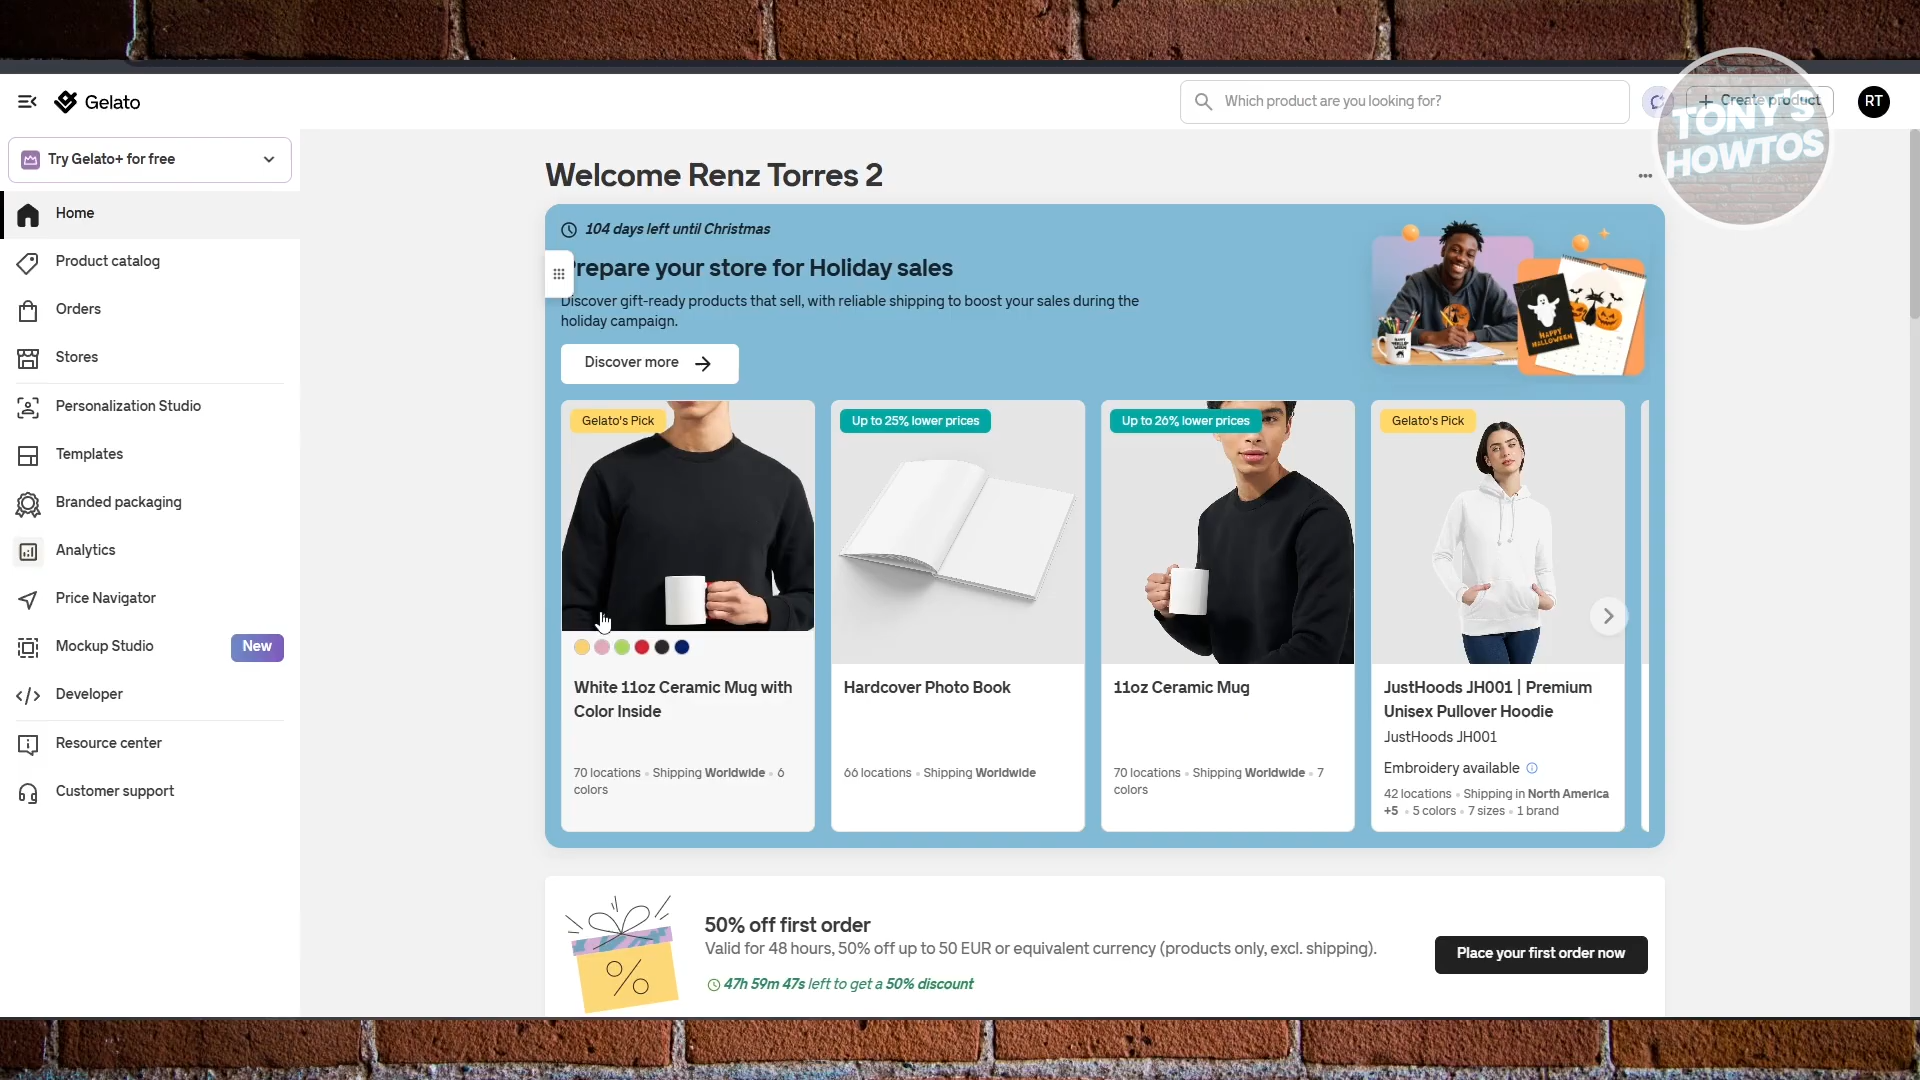 Gelato
Which product are you looking for?
Create product
RT
TONY'S
HOWTOS
Try Gelato+ for free
Home
Product catalog
Orders
Stores
Personalization Studio
Templates
Branded packaging
Analytics
Price Navigator
Mockup Studio
New
Developer
Resource center
Customer support
Welcome Renz Torres 2
104 days left until Christmas
Prepare your store for Holiday sales
Discover gift-ready products that sell, with reliable shipping to boost your sales during the
holiday campaign.
Discover more
HAPPY
HALLOWEEN
Gelato's Pick
White 11oz Ceramic Mug with
Color Inside
70 locations • Shipping Worldwide • 6
colors
Up to 25% lower prices
Hardcover Photo Book
66 locations • Shipping Worldwide
Up to 26% lower prices
11oz Ceramic Mug
70 locations • Shipping Worldwide • 7
colors
Gelato's Pick
JustHoods JH001 | Premium
Unisex Pullover Hoodie
JustHoods JH001
Embroidery available
42 locations • Shipping in North America
+5 • 5 colors • 7 sizes • 1 brand
50% off first order
Valid for 48 hours, 50% off up to 50 EUR or equivalent currency (products only, excl. shipping).
47h 59m 47s left to get a 50% discount
Place your first order now